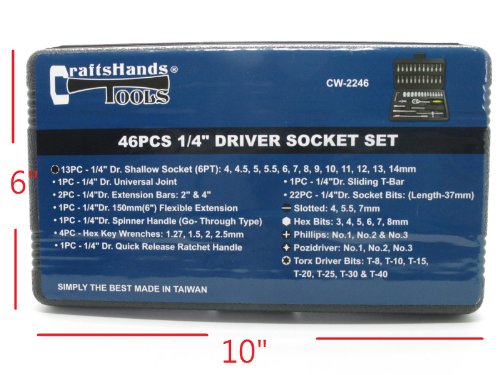 CraftsHands®
TOOLS
CW-2246
46PCS 1/4" DRIVER SOCKET SET
13PC - 1/4" Dr. Shallow Socket (6PT): 4, 4.5, 5, 5.5, 6, 7, 8, 9, 10, 11, 12, 13, 14mm
• 1PC - 1/4" Dr. Universal Joint
• 2PC - 1/4"Dr. Extension Bars: 2" & 4"
• 1PC - 1/4"150mm(6") Flexible Extension
• 1PC - 1/4"Dr. Spinner Handle (Go-Through Type)
• 4PC - Hex Key Wrenches: 1.27, 1.5, 2, 2.5mm
• 1PC - 1/4" Dr. Quick Release Ratchet Handle
• 1PC - 1/4"Dr. Sliding T-Bar
• 22PC - 1/4"Dr. Socket Bits: (Length-37mm)
Slotted: 4, 5.5, 7mm
Hex Bits: 3, 4, 5, 6, 7, 8mm
Phillips: No.1, No.2 & No.3
Pozidriver: No.1, No.2, No.3
Torx Driver Bits: T-8, T-10, T-15,
T-20, T-25, T-30 & T-40
SIMPLY THE BEST MADE IN TAIWAN
6"
10"